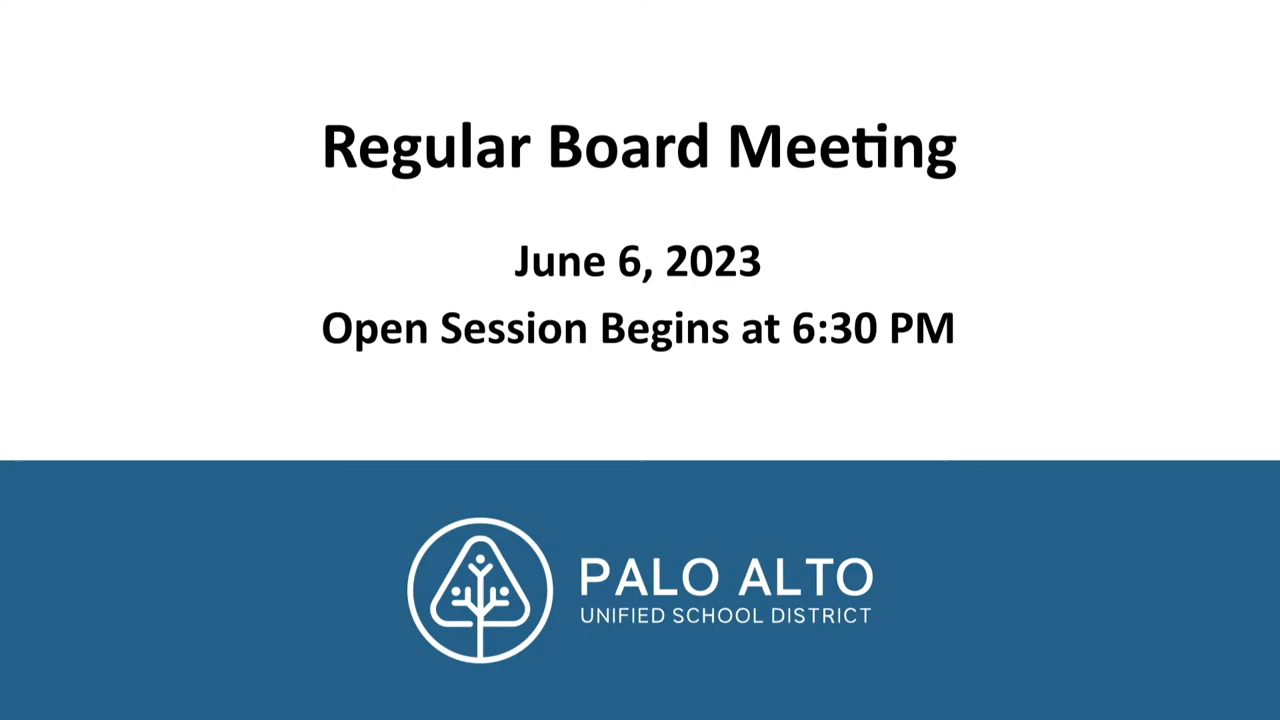 Regular Board Meeting
June 6, 2023
Open Session Begins at 6:30 PM
PALO ALTO
UNIFIED SCHOOL DISTRICT